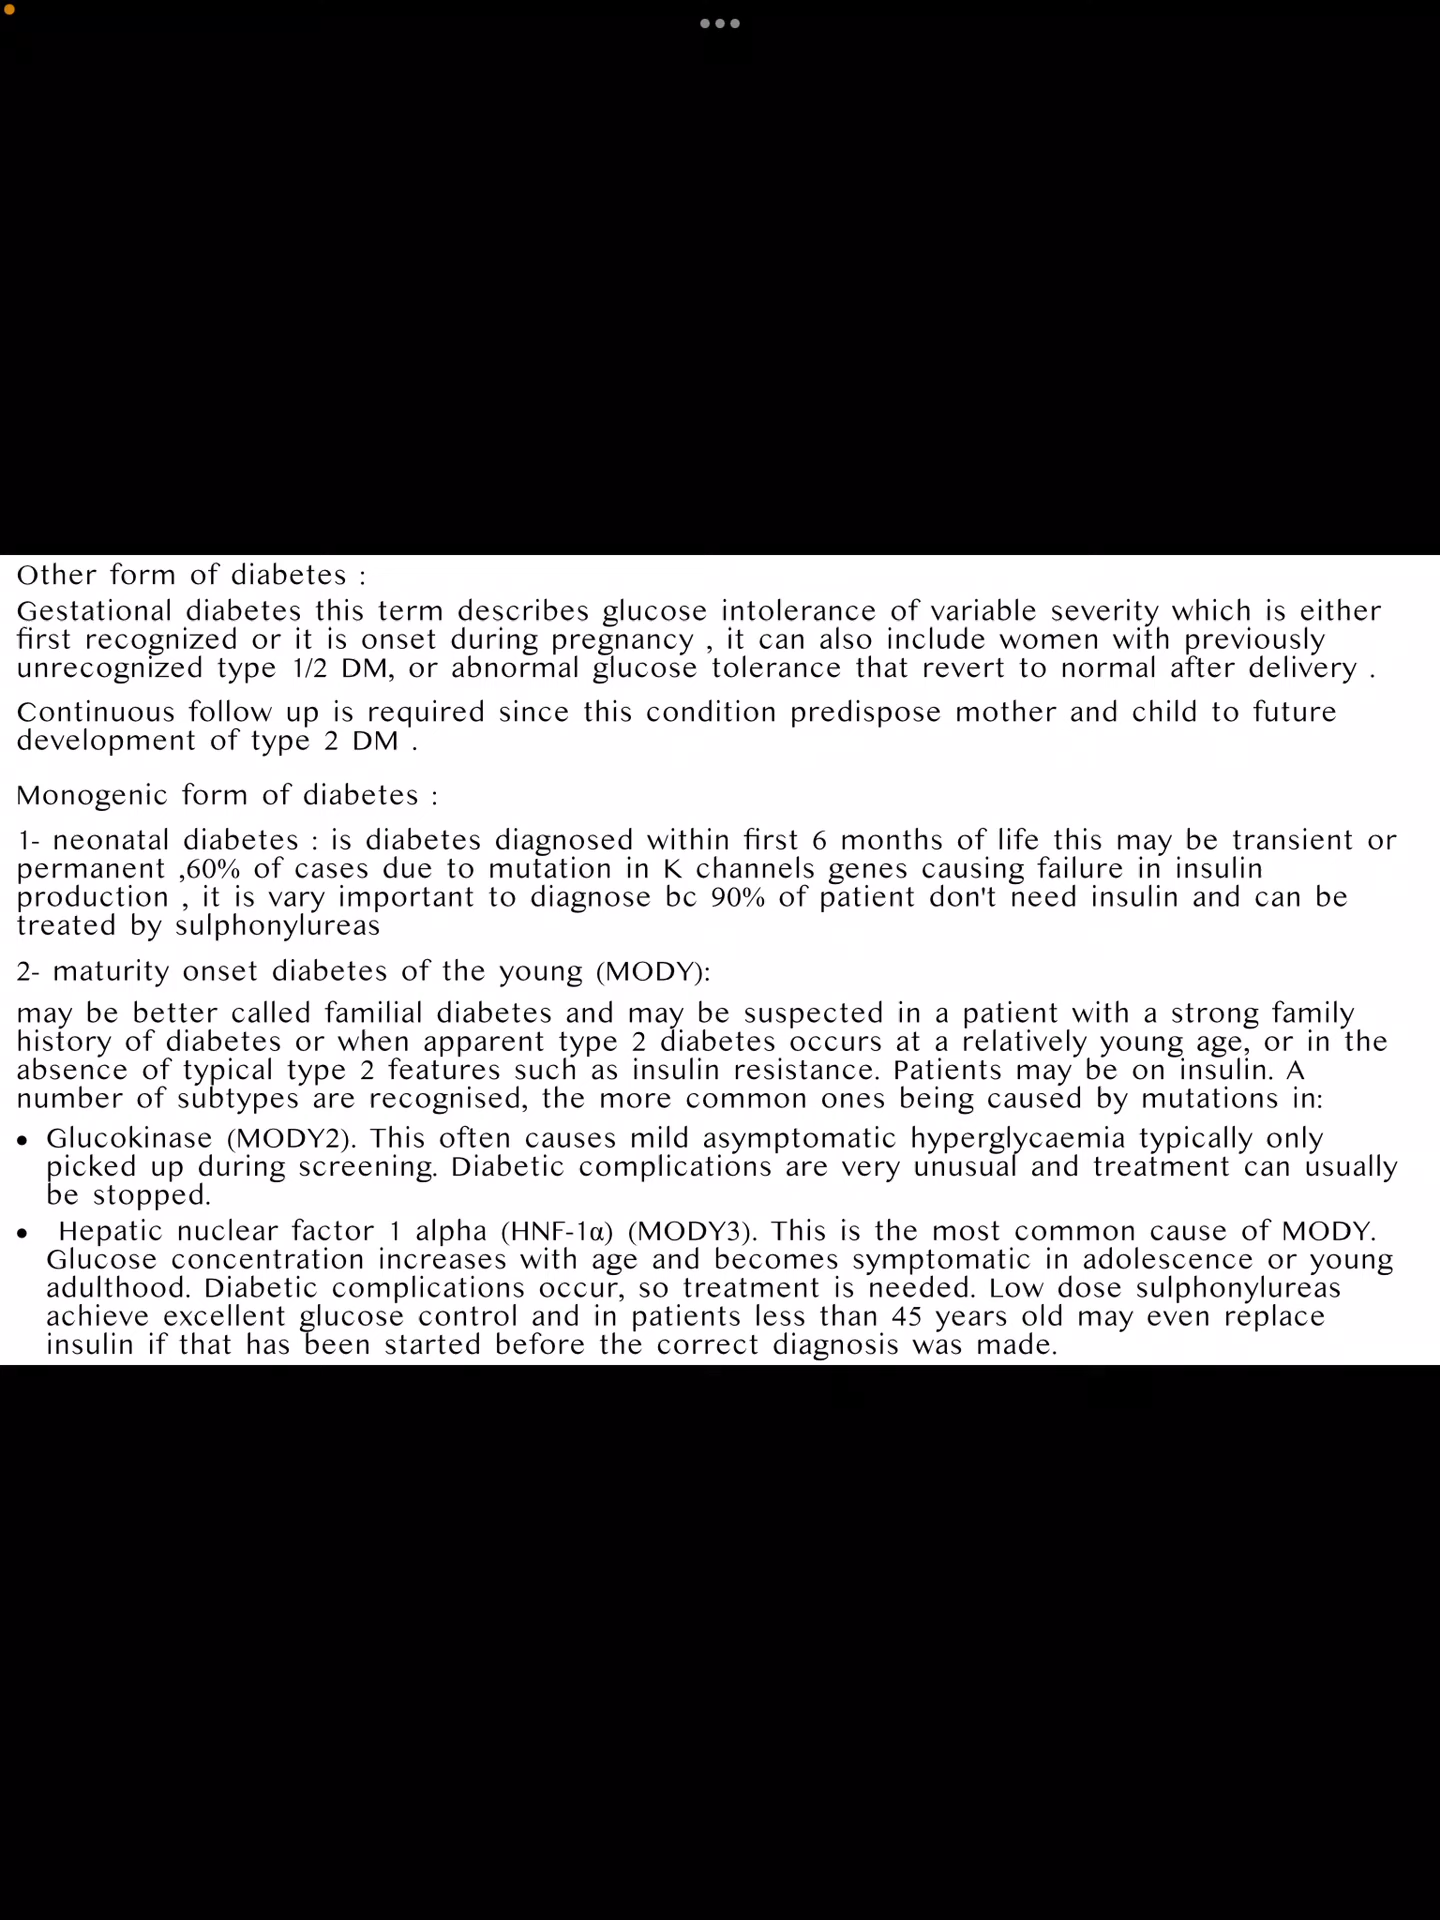 Other form of diabetes :
Gestational diabetes this term describes glucose intolerance of variable severity which is either
first recognized or it is onset during pregnancy , it can also include women with previously
unrecognized type 1/2 DM, or abnormal glucose tolerance that revert to normal after delivery .
Continuous follow up is required since this condition predispose mother and child to future
development of type 2 DM .
Monogenic form of diabetes :
1- neonatal diabetes : is diabetes diagnosed within first 6 months of life this may be transient or
permanent ,60% of cases due to mutation in K channels genes causing failure in insulin
production , it is vary important to diagnose bc 90% of patient don't need insulin and can be
treated by sulphonylureas
2- maturity onset diabetes of the young (MODY):
may be better called familial diabetes and may be suspected in a patient with a strong family
history of diabetes or when apparent type 2 diabetes occurs at a relatively young age, or in the
absence of typical type 2 features such as insulin resistance. Patients may be on insulin. A
number of subtypes are recognised, the more common ones being caused by mutations in:
• Glucokinase (MODY2). This often causes mild asymptomatic hyperglycaemia typically only
picked up during screening. Diabetic complications are very unusual and treatment can usually
be stopped.
• Hepatic nuclear factor 1 alpha (HNF-1α) (MODY3). This is the most common cause of MODY.
Glucose concentration increases with age and becomes symptomatic in adolescence or young
adulthood. Diabetic complications occur, so treatment is needed. Low dose sulphonylureas
achieve excellent glucose control and in patients less than 45 years old may even replace
insulin if that has been started before the correct diagnosis was made.